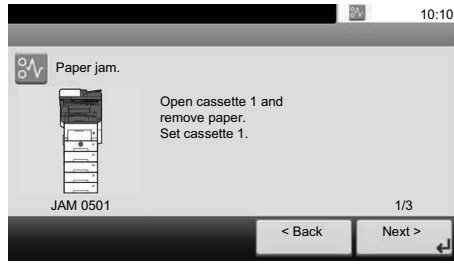 10:10
Paper jam.
Open cassette 1 and
remove paper.
Set cassette 1.
JAM 0501
1/3
< Back
Next >